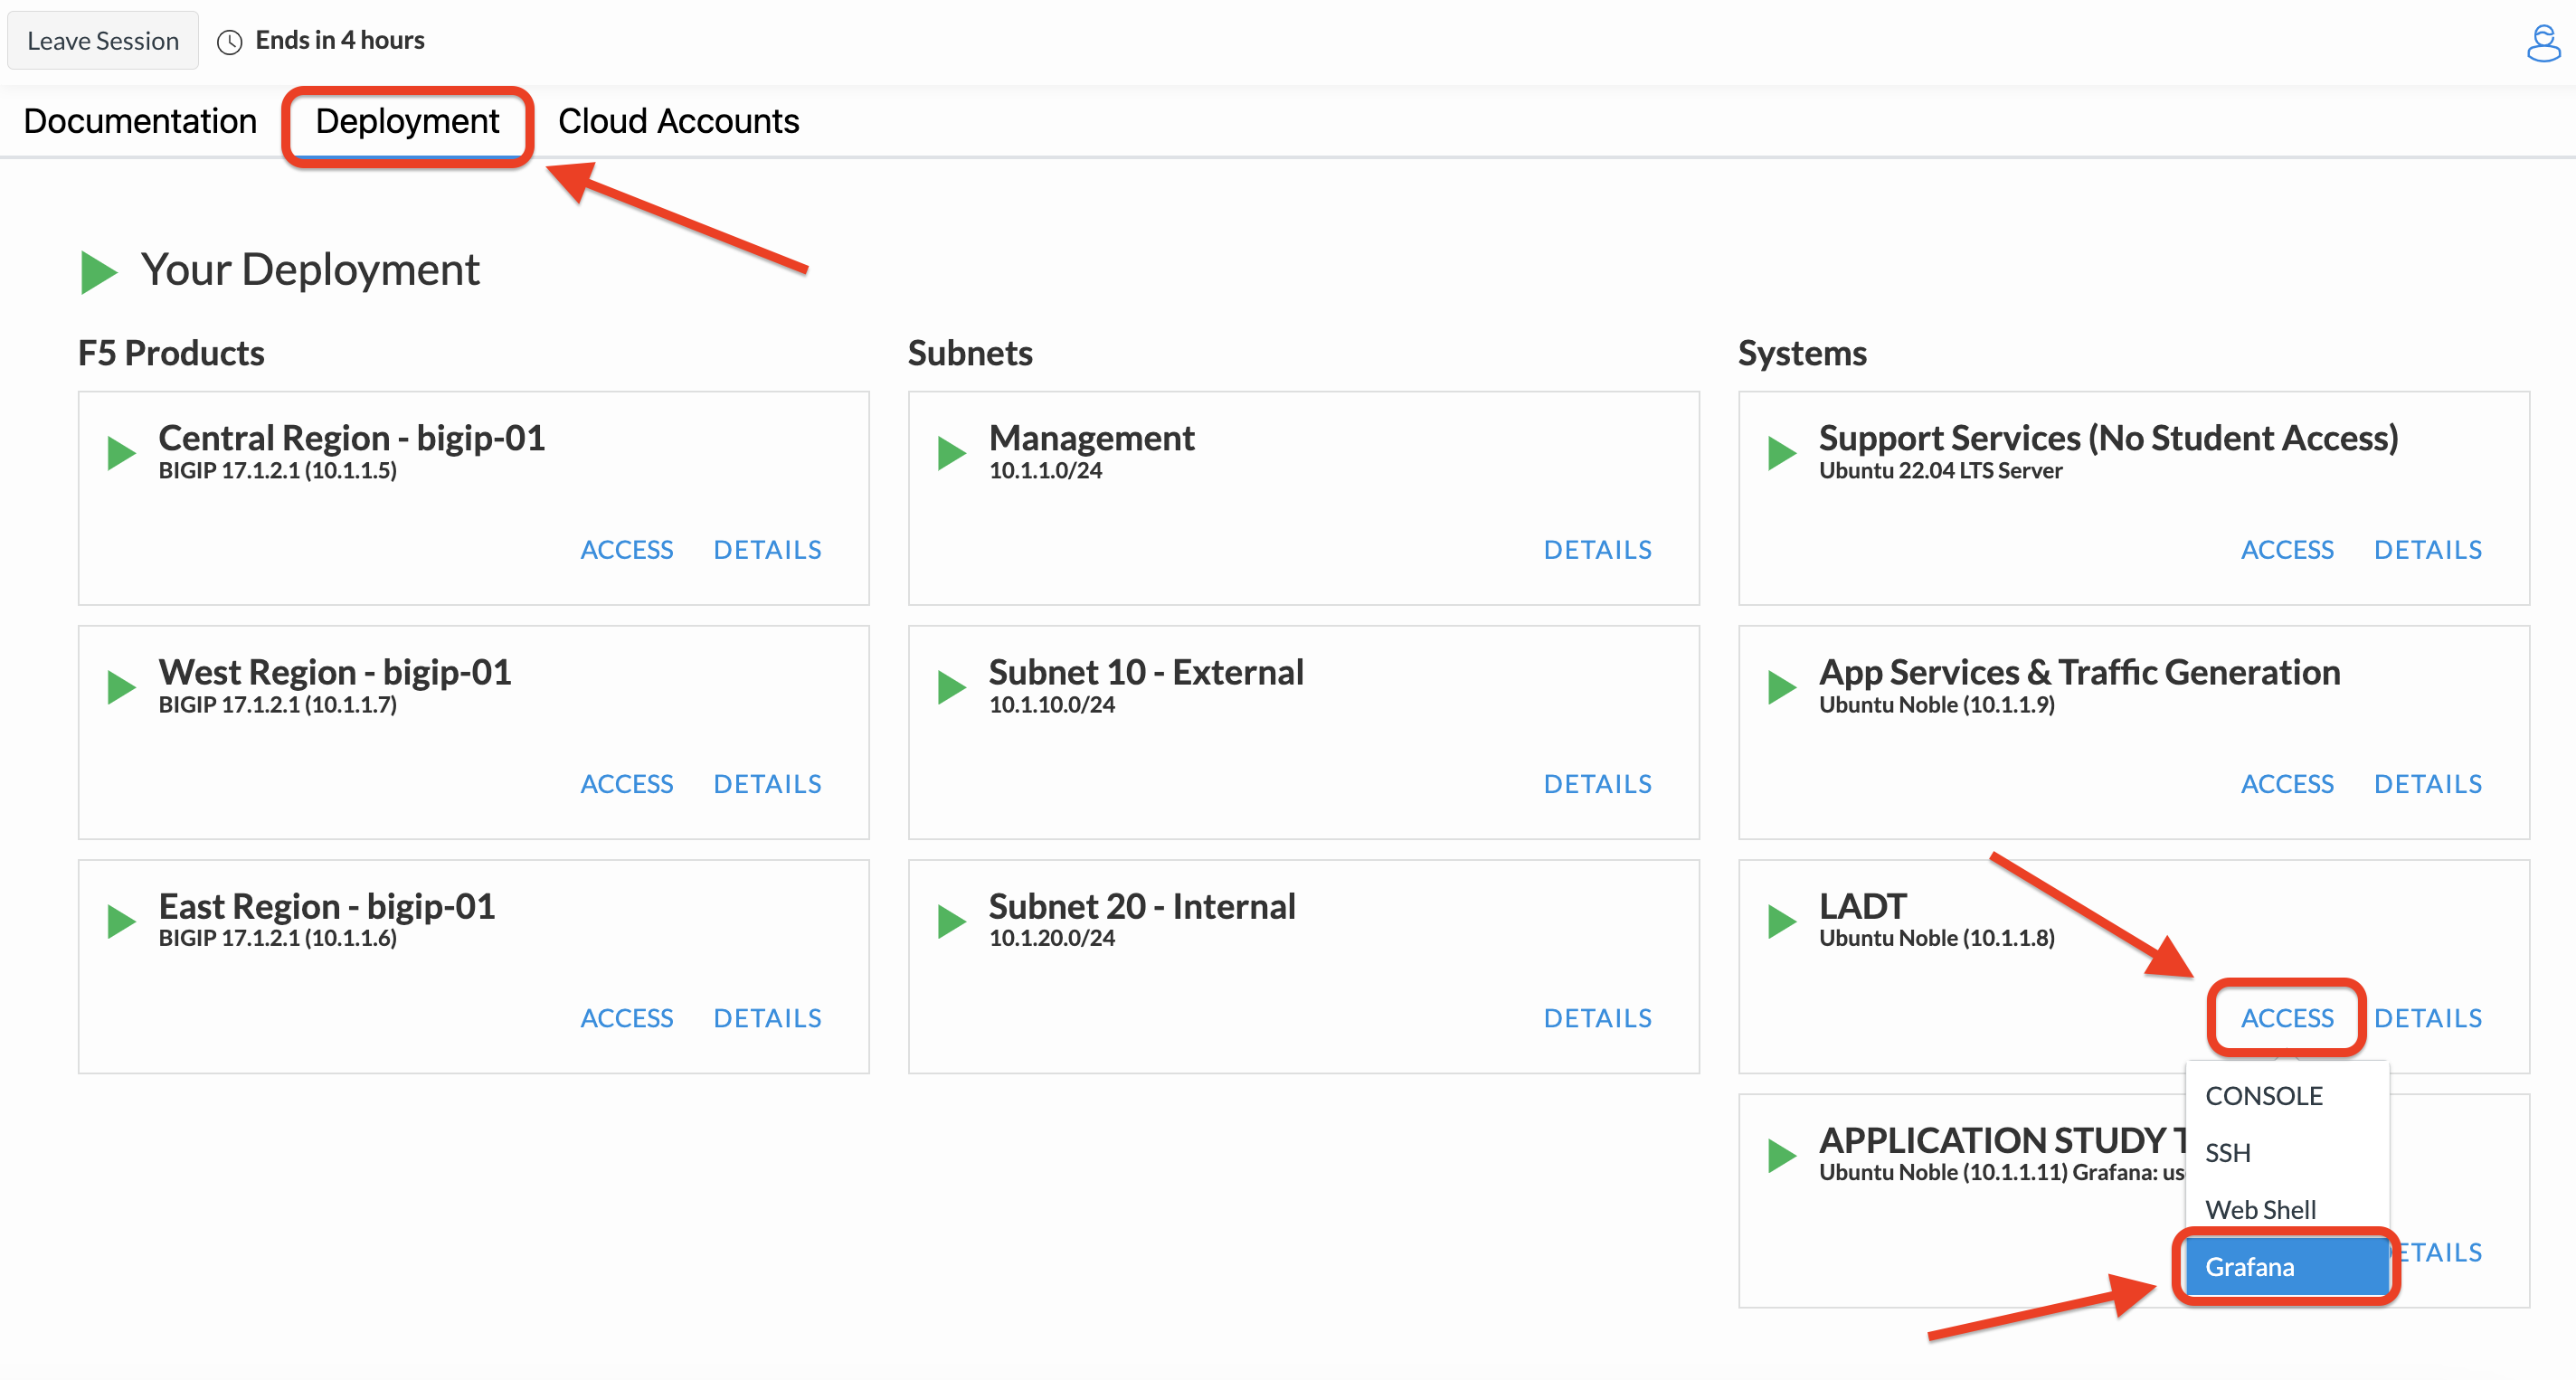 Leave Session
Ends in 4 hours
Documentation
Deployment
Cloud Accounts
Your Deployment
F5 Products
Central Region - bigip-01
BIGIP 17.1.2.1 (10.1.1.5)
ACCESS DETAILS
West Region - bigip-01
BIGIP 17.1.2.1 (10.1.1.7)
ACCESS DETAILS
East Region - bigip-01
BIGIP 17.1.2.1 (10.1.1.6)
ACCESS DETAILS
Subnets
Management
10.1.1.0/24
DETAILS
Subnet 10 - External
10.1.10.0/24
DETAILS
Subnet 20 - Internal
10.1.20.0/24
DETAILS
Systems
Support Services (No Student Access)
Ubuntu 22.04 LTS Server
ACCESS DETAILS
App Services & Traffic Generation
Ubuntu Noble (10.1.1.9)
ACCESS DETAILS
LADT
Ubuntu Noble (10.1.1.8)
ACCESS DETAILS
CONSOLE
SSH
Web Shell
Grafana
APPLICATION STUDY
Ubuntu Noble (10.1.1.11) Grafana: